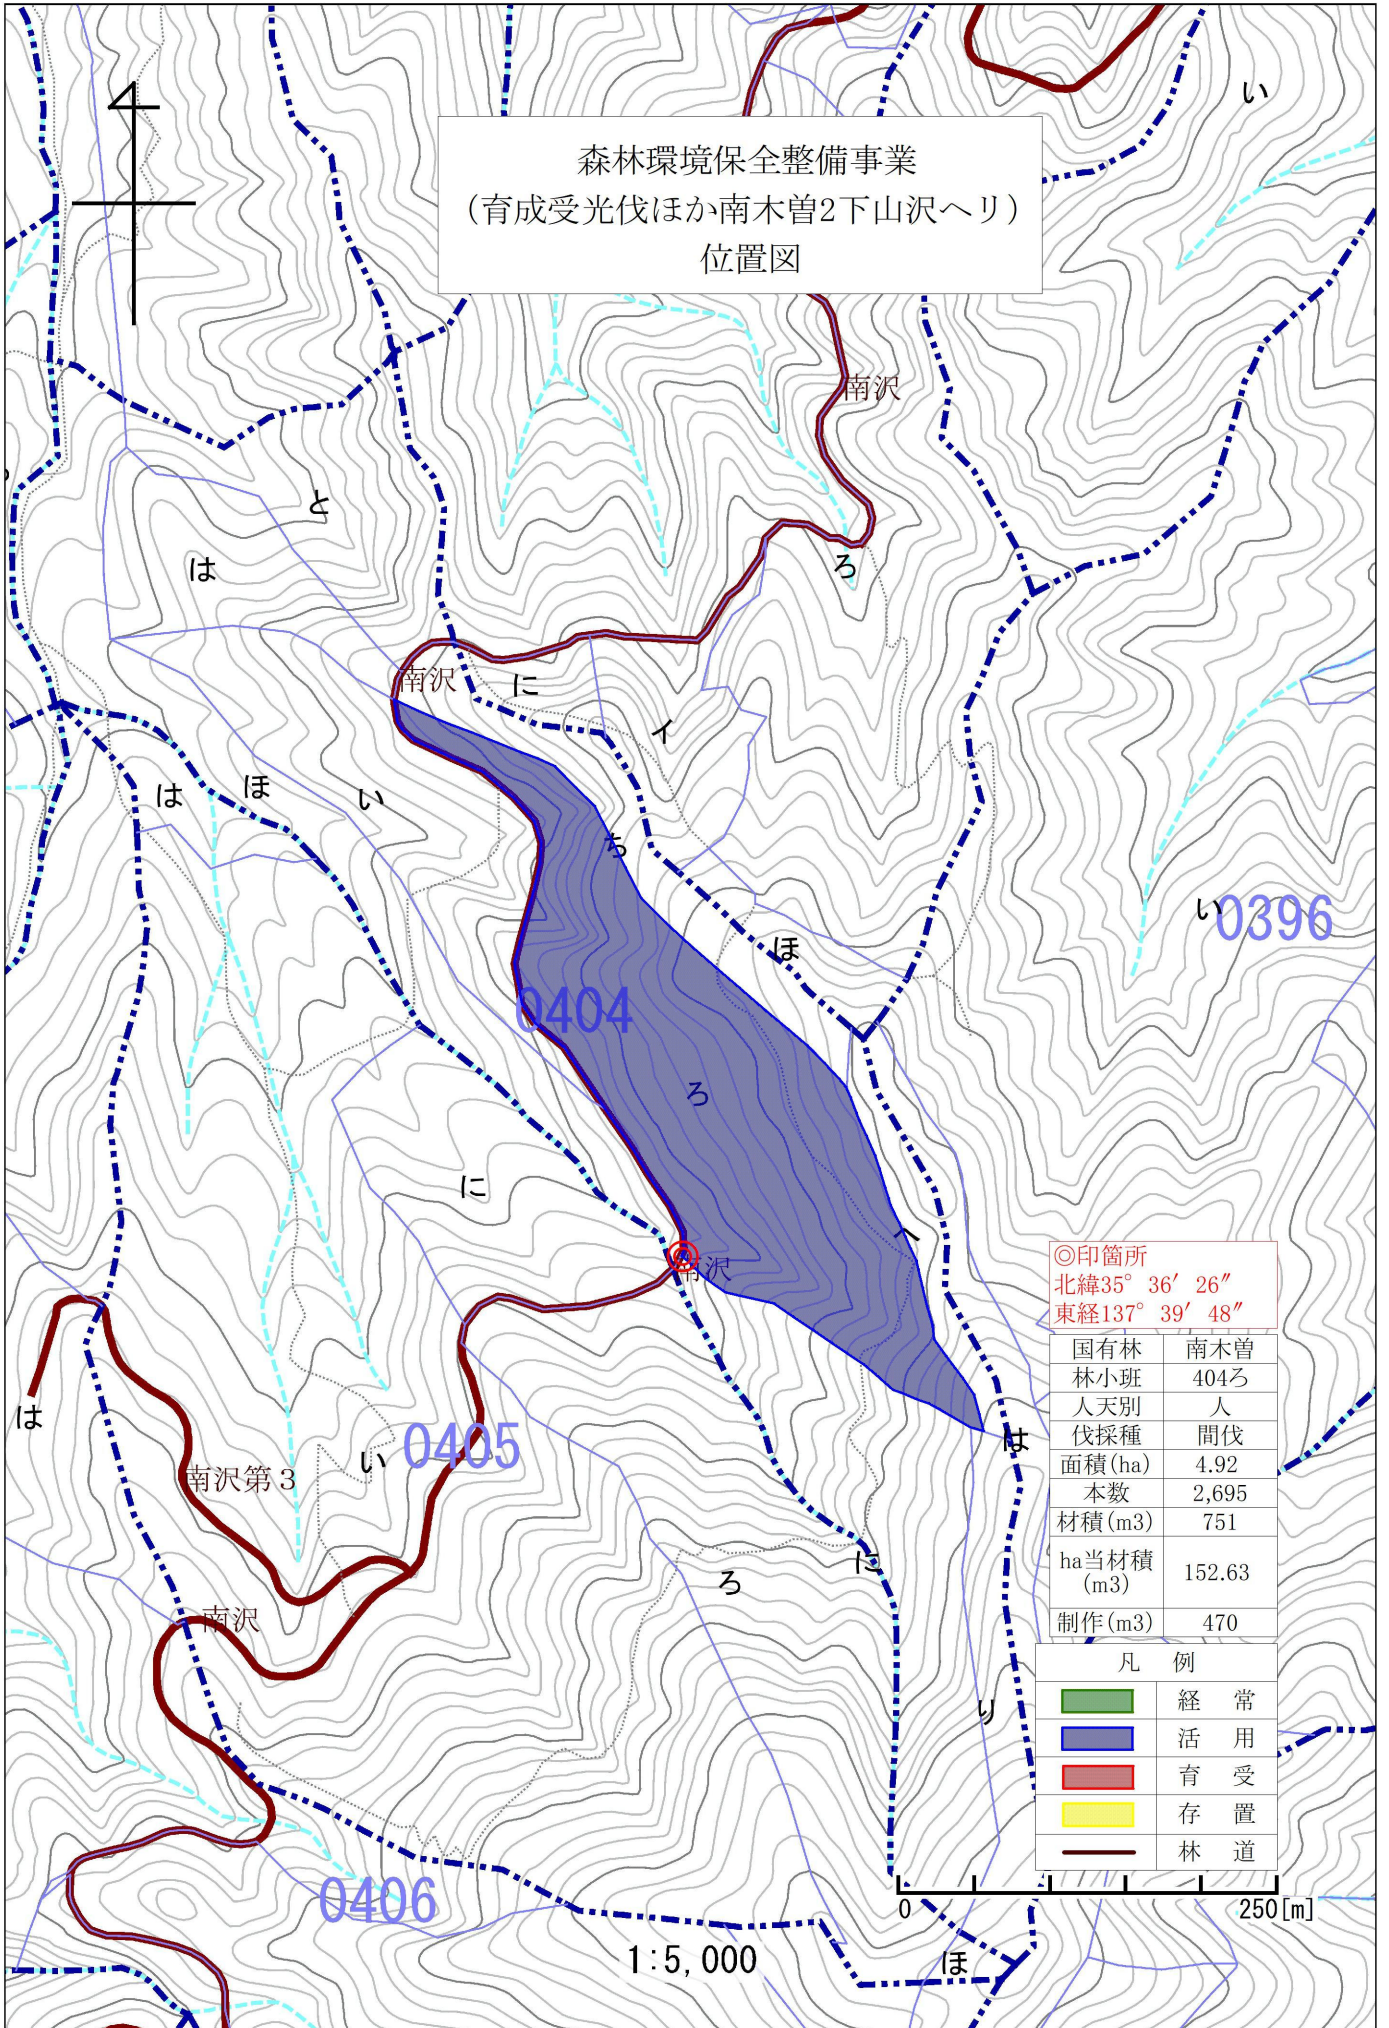 い
森林環境保全整備事業
（育成受光伐ほか南木曽2下山沢へリ）
位置図
南沢
と
は
ろ
南沢
に
イ
は
ほ
い
ち
い
0396
ほ
0404
ろ
に
へ
南沢
◎印箇所
北緯35° 36′ 26″
東経137° 39′ 48″
国有林 南木曽
林小班 404ろ
人天別 人
伐採種 間伐
面積(ha) 4.92
本数 2,695
材積(m3) 751
ha当材積
(m3) 152.63
制作(m3) 470
は
は
い
0405
南沢第３
に
ろ
南沢
り
凡 例
経 常
活 用
育 受
存 置
林 道
0406
0 250[m]
1:5,000
ほ